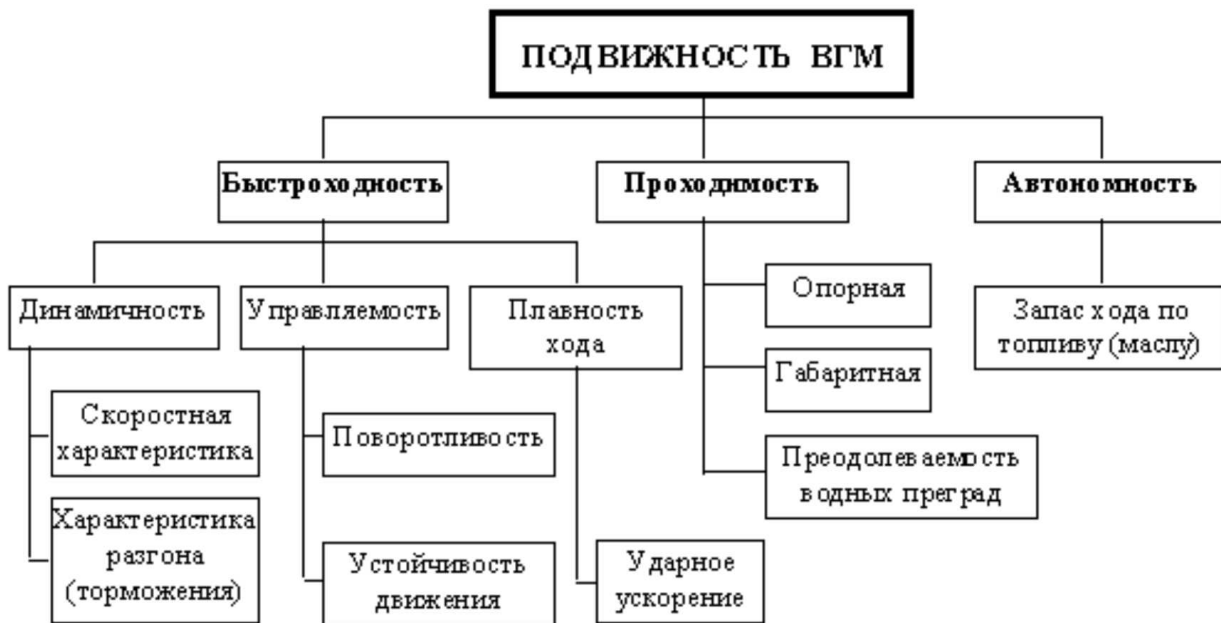 ПОДВИЖНОСТЬ ВГМ
Быстроходность
Проходимость
Автономность
Динамичность
Управляемость
Плавность
хода
Опорная
Запас хода по
топливу (маслу)
Габаритная
Скоростная
характеристика
Поворотливость
Преодолеваемость
водных преград
Характеристика
разгона
(торможения)
Устойчивость
движения
Ударное
ускорение